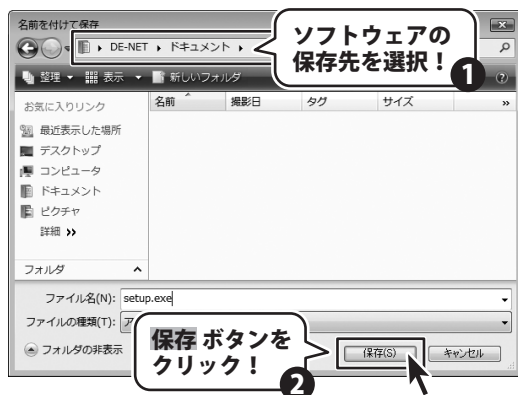 名前を付けて保存
DE-NET ▸ ドキュメント ▸
ソフトウェアの
保存先を選択！
1
整理 表示 新しいフォルダ
お気に入りリンク
名前 撮影日 タグ サイズ »
最近表示した場所
デスクトップ
コンピュータ
ドキュメント
ピクチャ
詳細 »
フォルダ
ファイル名(N): setup.exe
ファイルの種類(T): ア
フォルダの非表示
保存 ボタンを
クリック！
2
保存(S) キャンセル